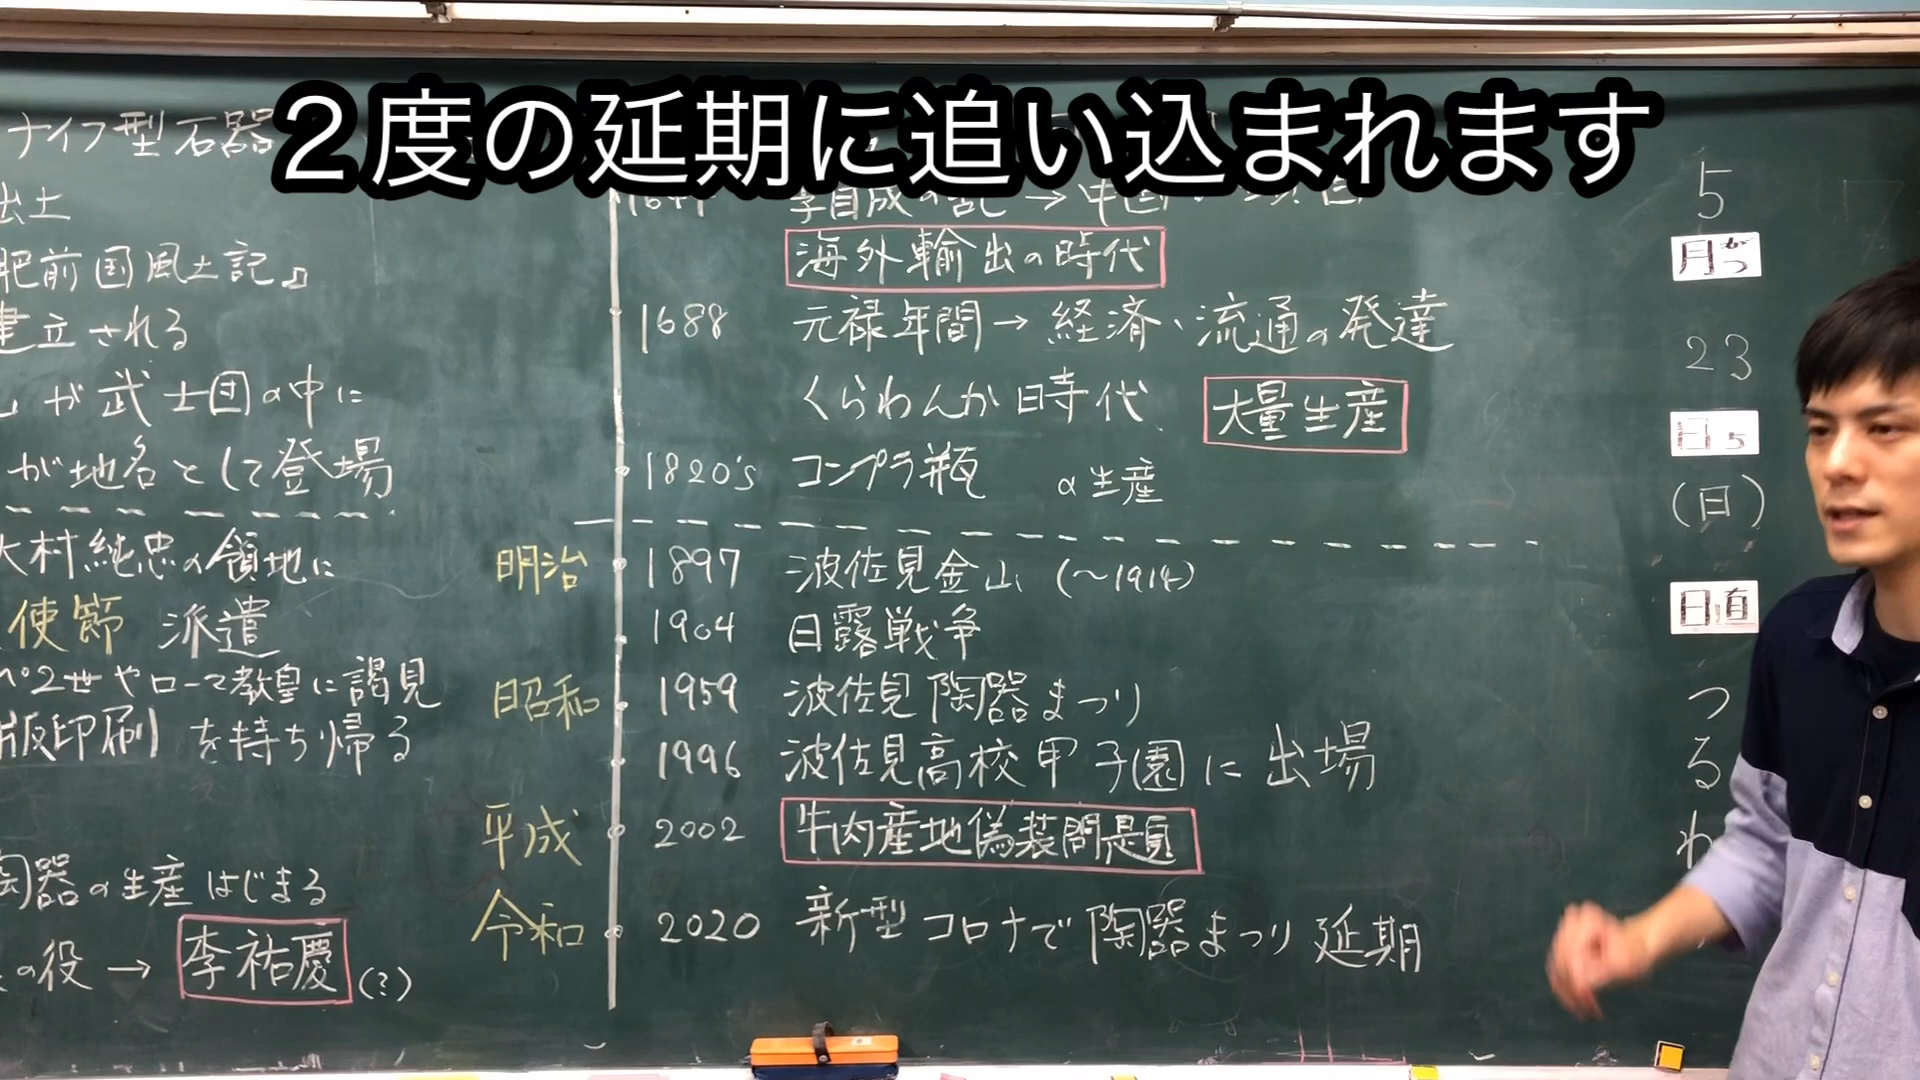 ２度の延期に追い込まれます
ナイフ型石器
出土
肥前国風土記』
建立される
が武士団の中に
が地名として登場
大村純忠の領地に
使節 派遣
ペ2世やローマ教皇に謁見
版印刷 を持ち帰る
陶器の生産はじまる
の役→ 李祐慶 (?)
李自成の乱→中国
海外輸出の時代
1688 元禄年間→経済、流通の発達
くらわんか時代 大量生産
1820's コンプラ瓶 の生産
明治 1897 波佐見金山 (〜1914)
1904 日露戦争
昭和 1959 波佐見陶器まつり
1996 波佐見高校甲子園に出場
平成 2002 牛肉産地偽装問題
令和 2020 新型コロナで陶器まつり延期
5
月 がつ
23
日 ち
(日)
日直
つ
る
わ